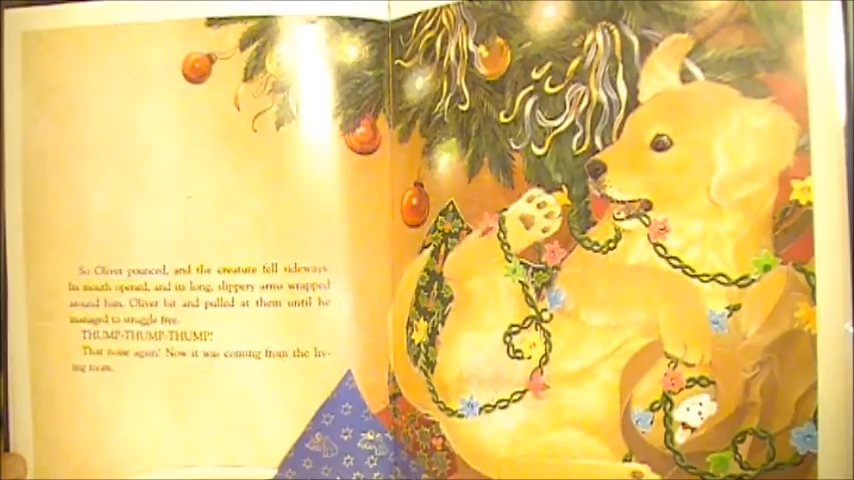 So Oliver pounced, and the creature fell sideways.
Its mouth opened, and its long, slippery arms wrapped
around him. Oliver bit and pulled at them until he
managed to struggle free.
THUMP-THUMP-THUMP!
That noise again! Now it was coming from the liv-
ing room.